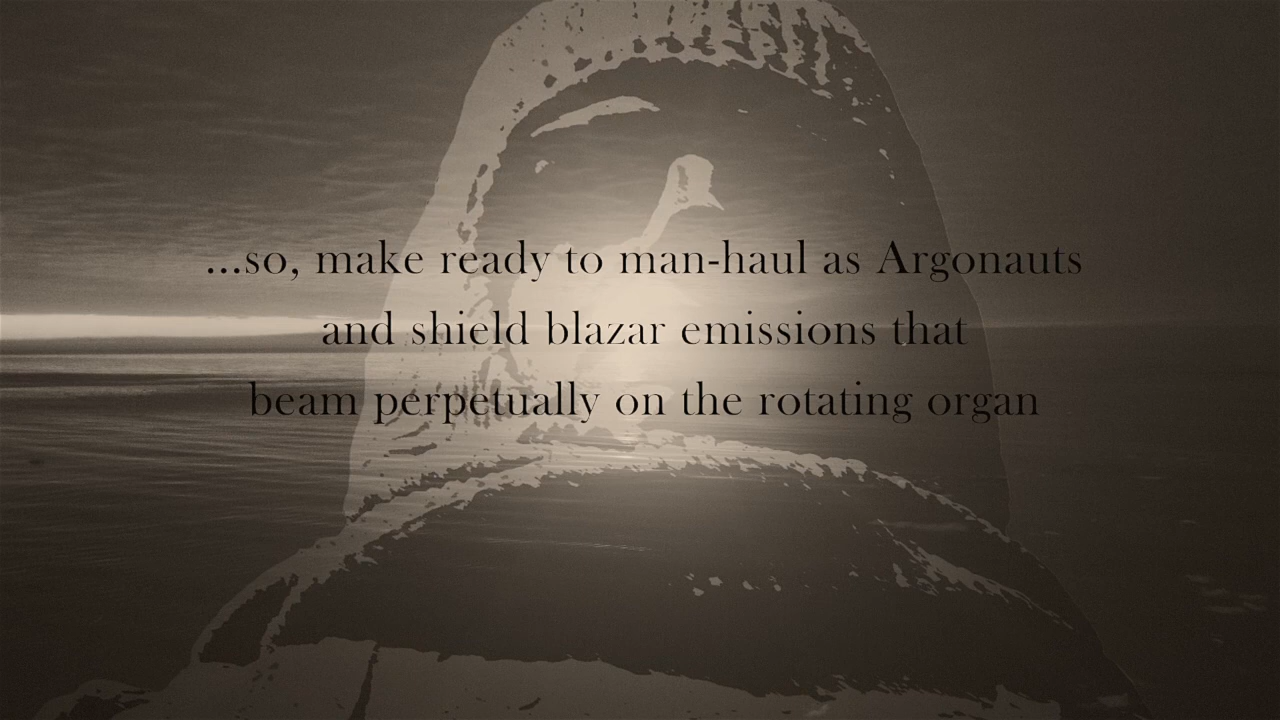 ...so, make ready to man-haul as Argonauts
and shield blazar emissions that
beam perpetually on the rotating organ